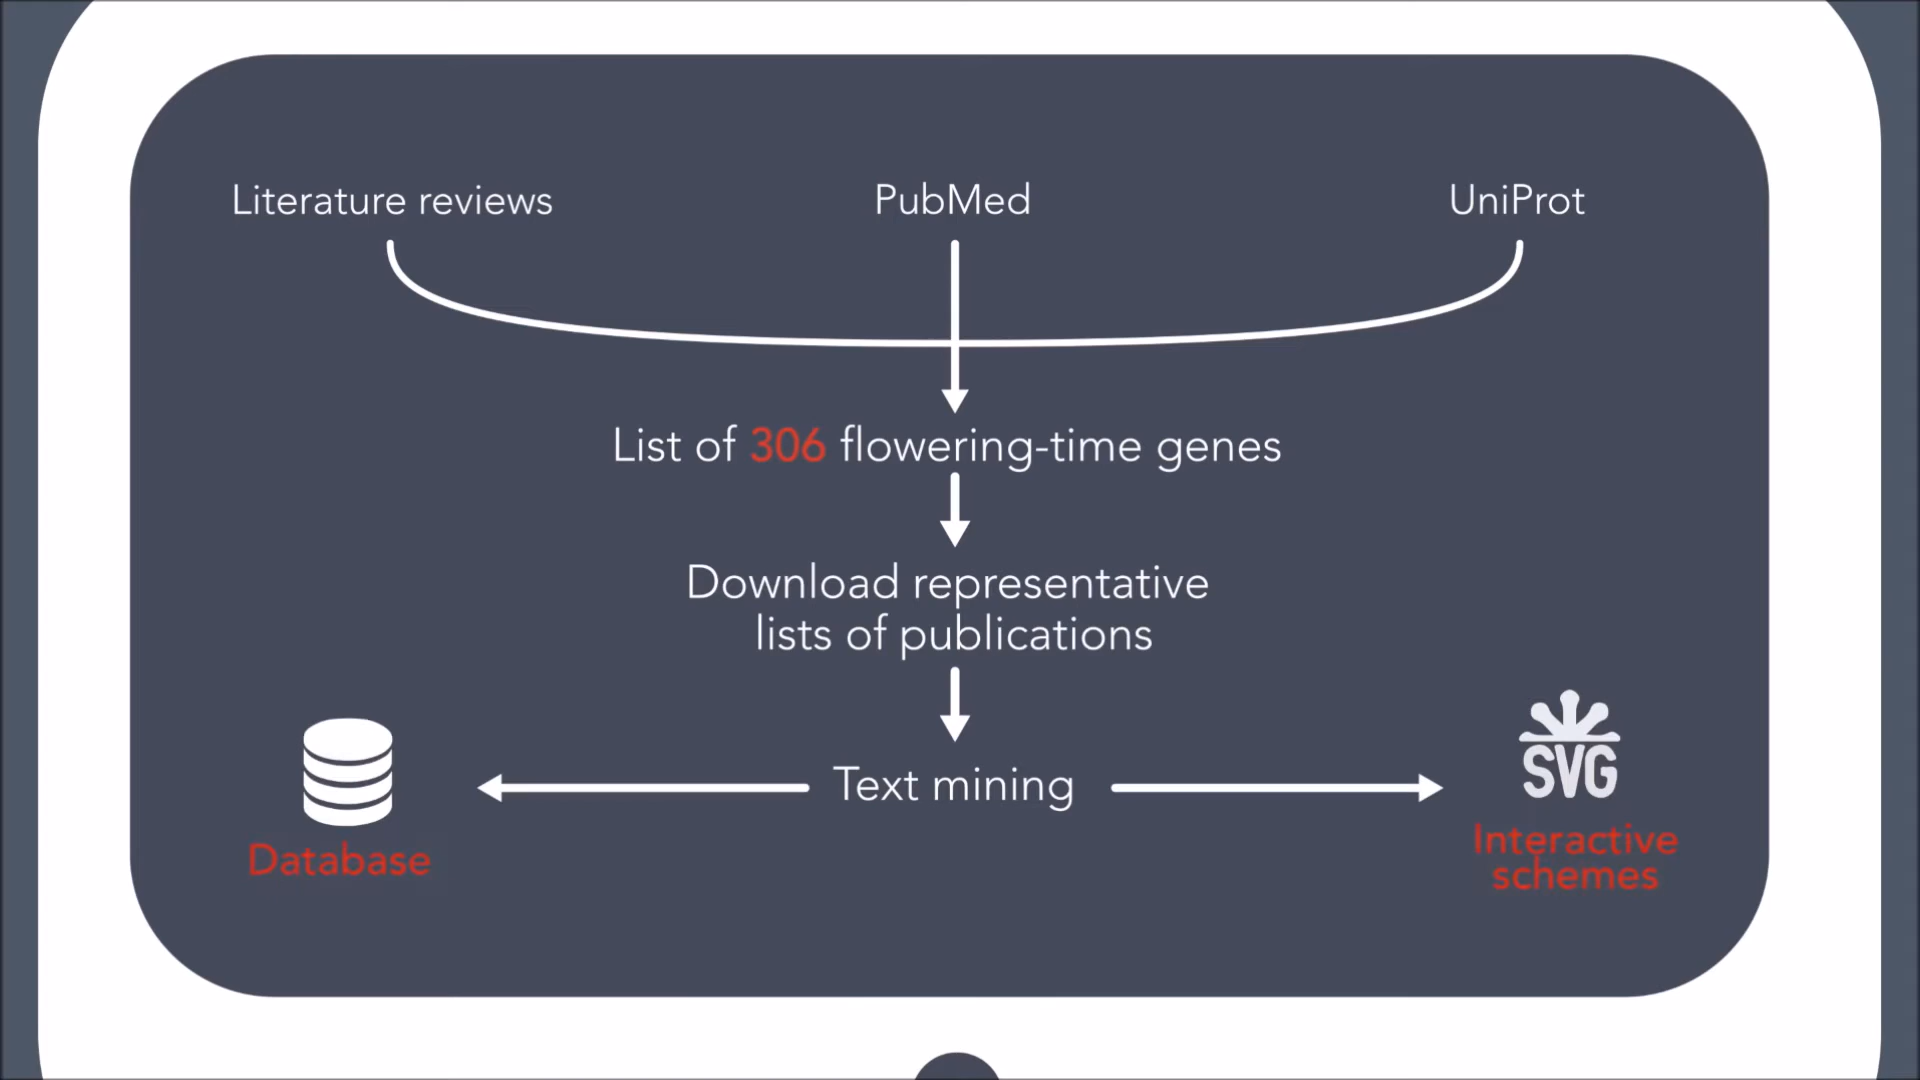 Literature reviews
PubMed
UniProt
List of 306 flowering-time genes
Download representative
lists of publications
Text mining
SVG
Database
Interactive
schemes